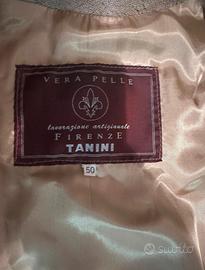 VERA PELLE
lavorazione artigianale
FIRENZE
TANINI
50
subito